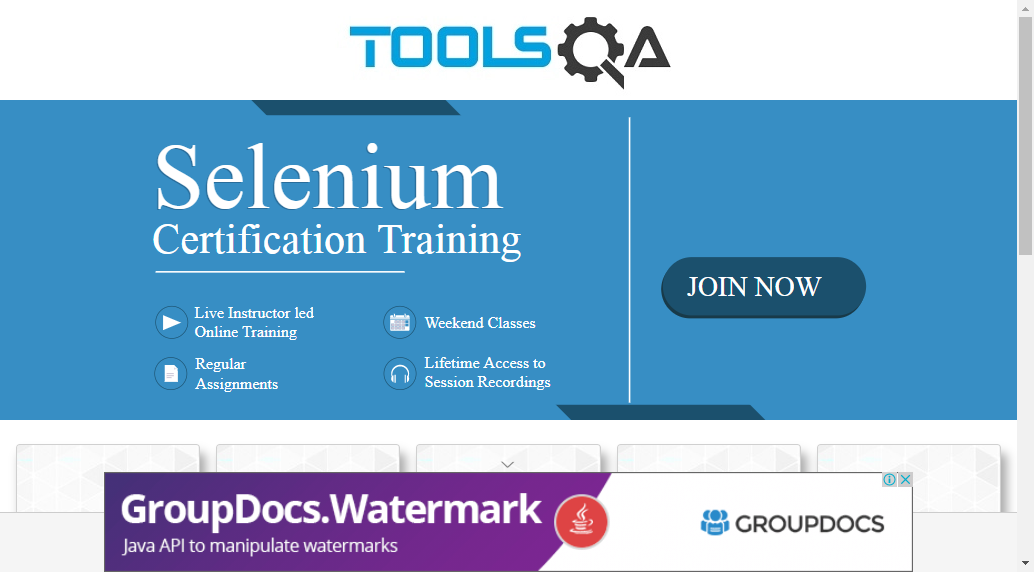 TOOLSQA
Selenium
Certification Training
Live Instructor led
Online Training
Weekend Classes
Regular
Assignments
Lifetime Access to
Session Recordings
JOIN NOW
GroupDocs.Watermark
Java API to manipulate watermarks
GROUPDOCS